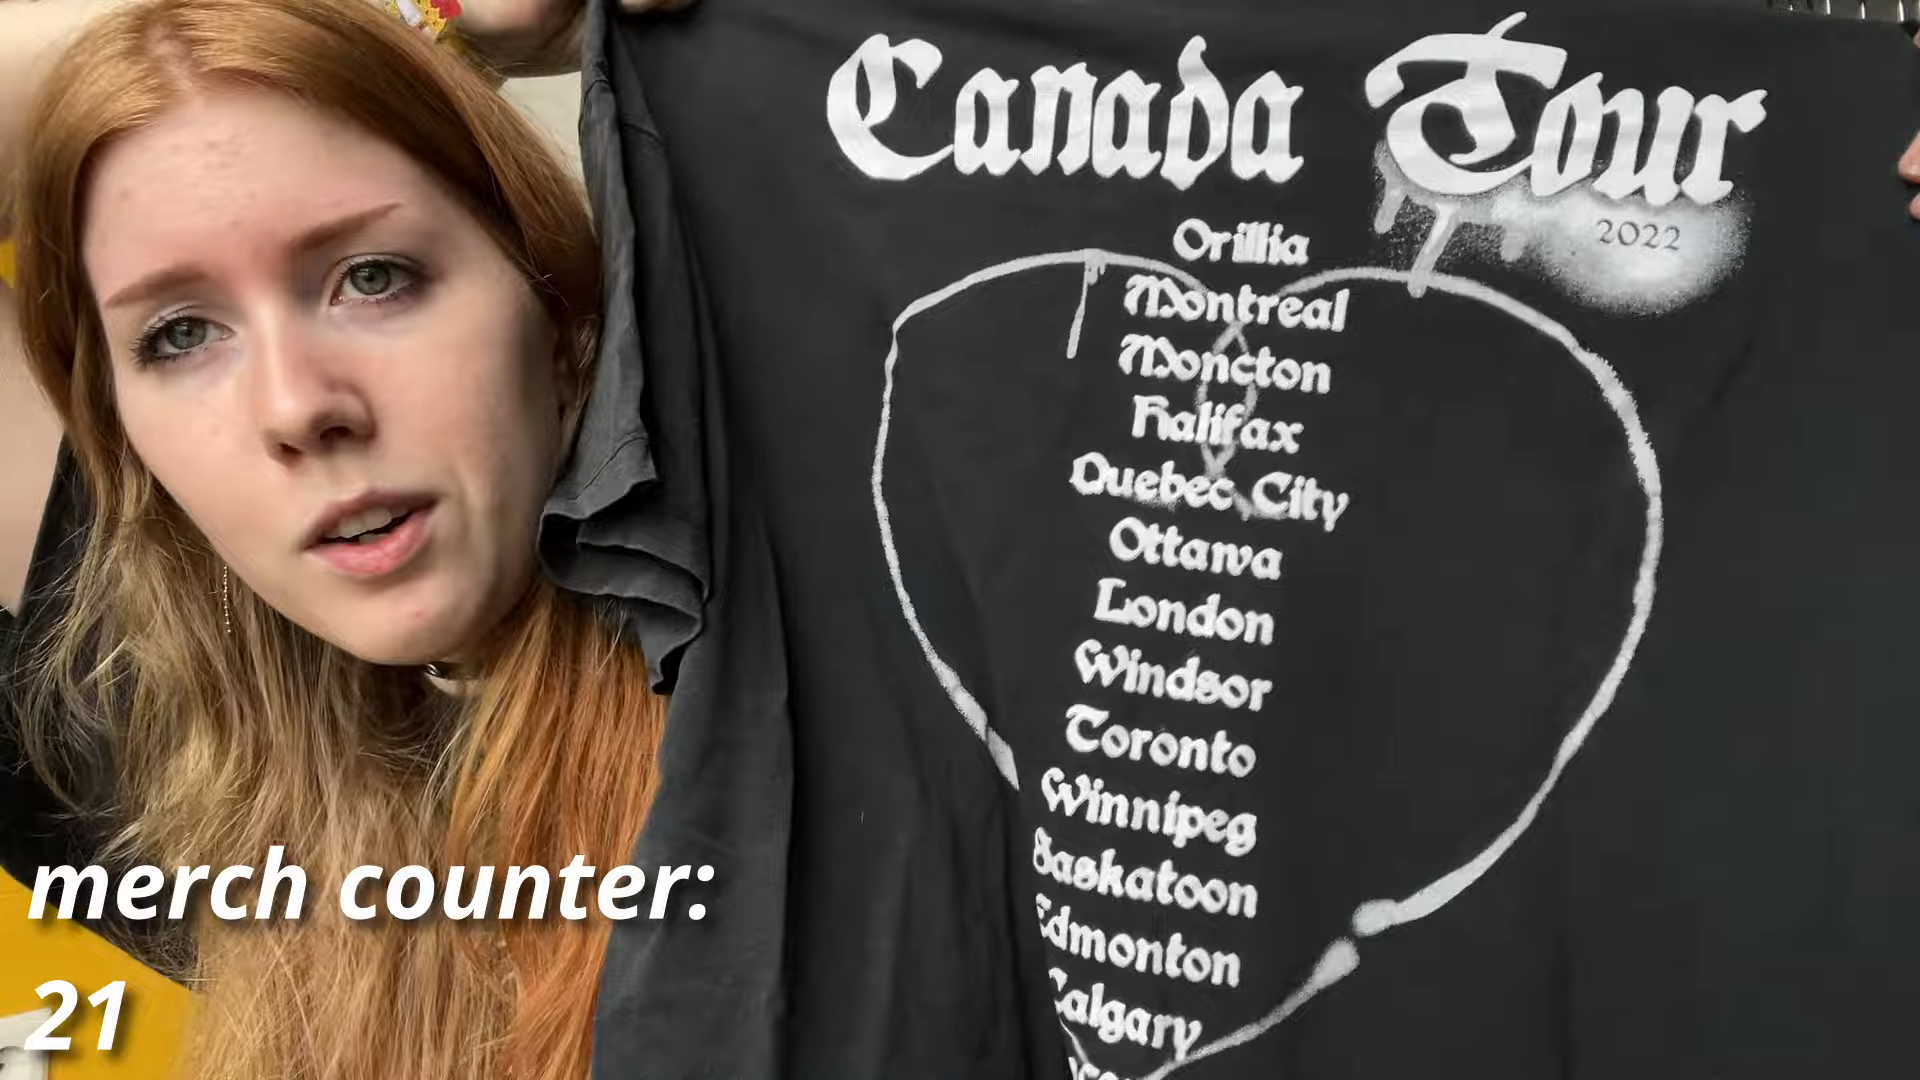 Canada Tour
2022
Orillia
Montreal
Moncton
Halifax
Quebec City
Ottawa
London
Windsor
Toronto
Winnipeg
Saskatoon
Edmonton
Calgary
merch counter:
21